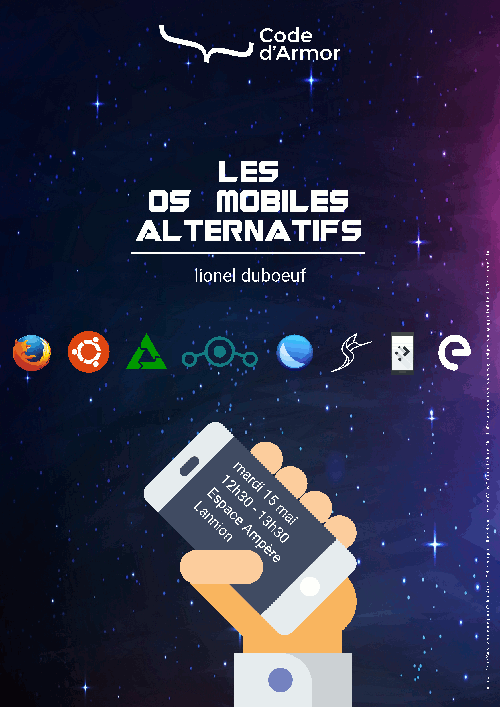 Code
d'Armor
LES
OS MOBILES
ALTERNATIFS
lionel duboeuf
mardi 15 mai
12h30 - 13h30
Espace Ampère
Lannion